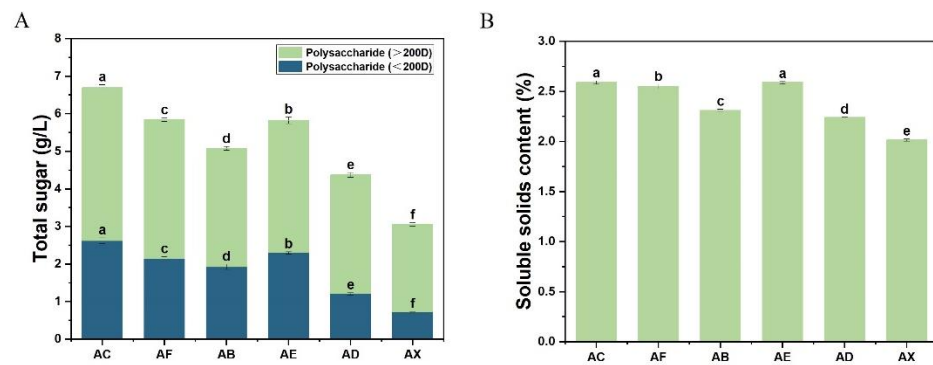 A
Total sugar (g/L)
8
7
6
5
4
3
2
1
0
Polysaccharide (>200D)
Polysaccharide (<200D)
a
c
d
b
e
f
a
c
d
b
e
f
AC AF AB AE AD AX
B
Soluble solids content (%)
3.0
2.5
2.0
1.5
1.0
0.5
0.0
a
b
c
a
d
e
AC AF AB AE AD AX